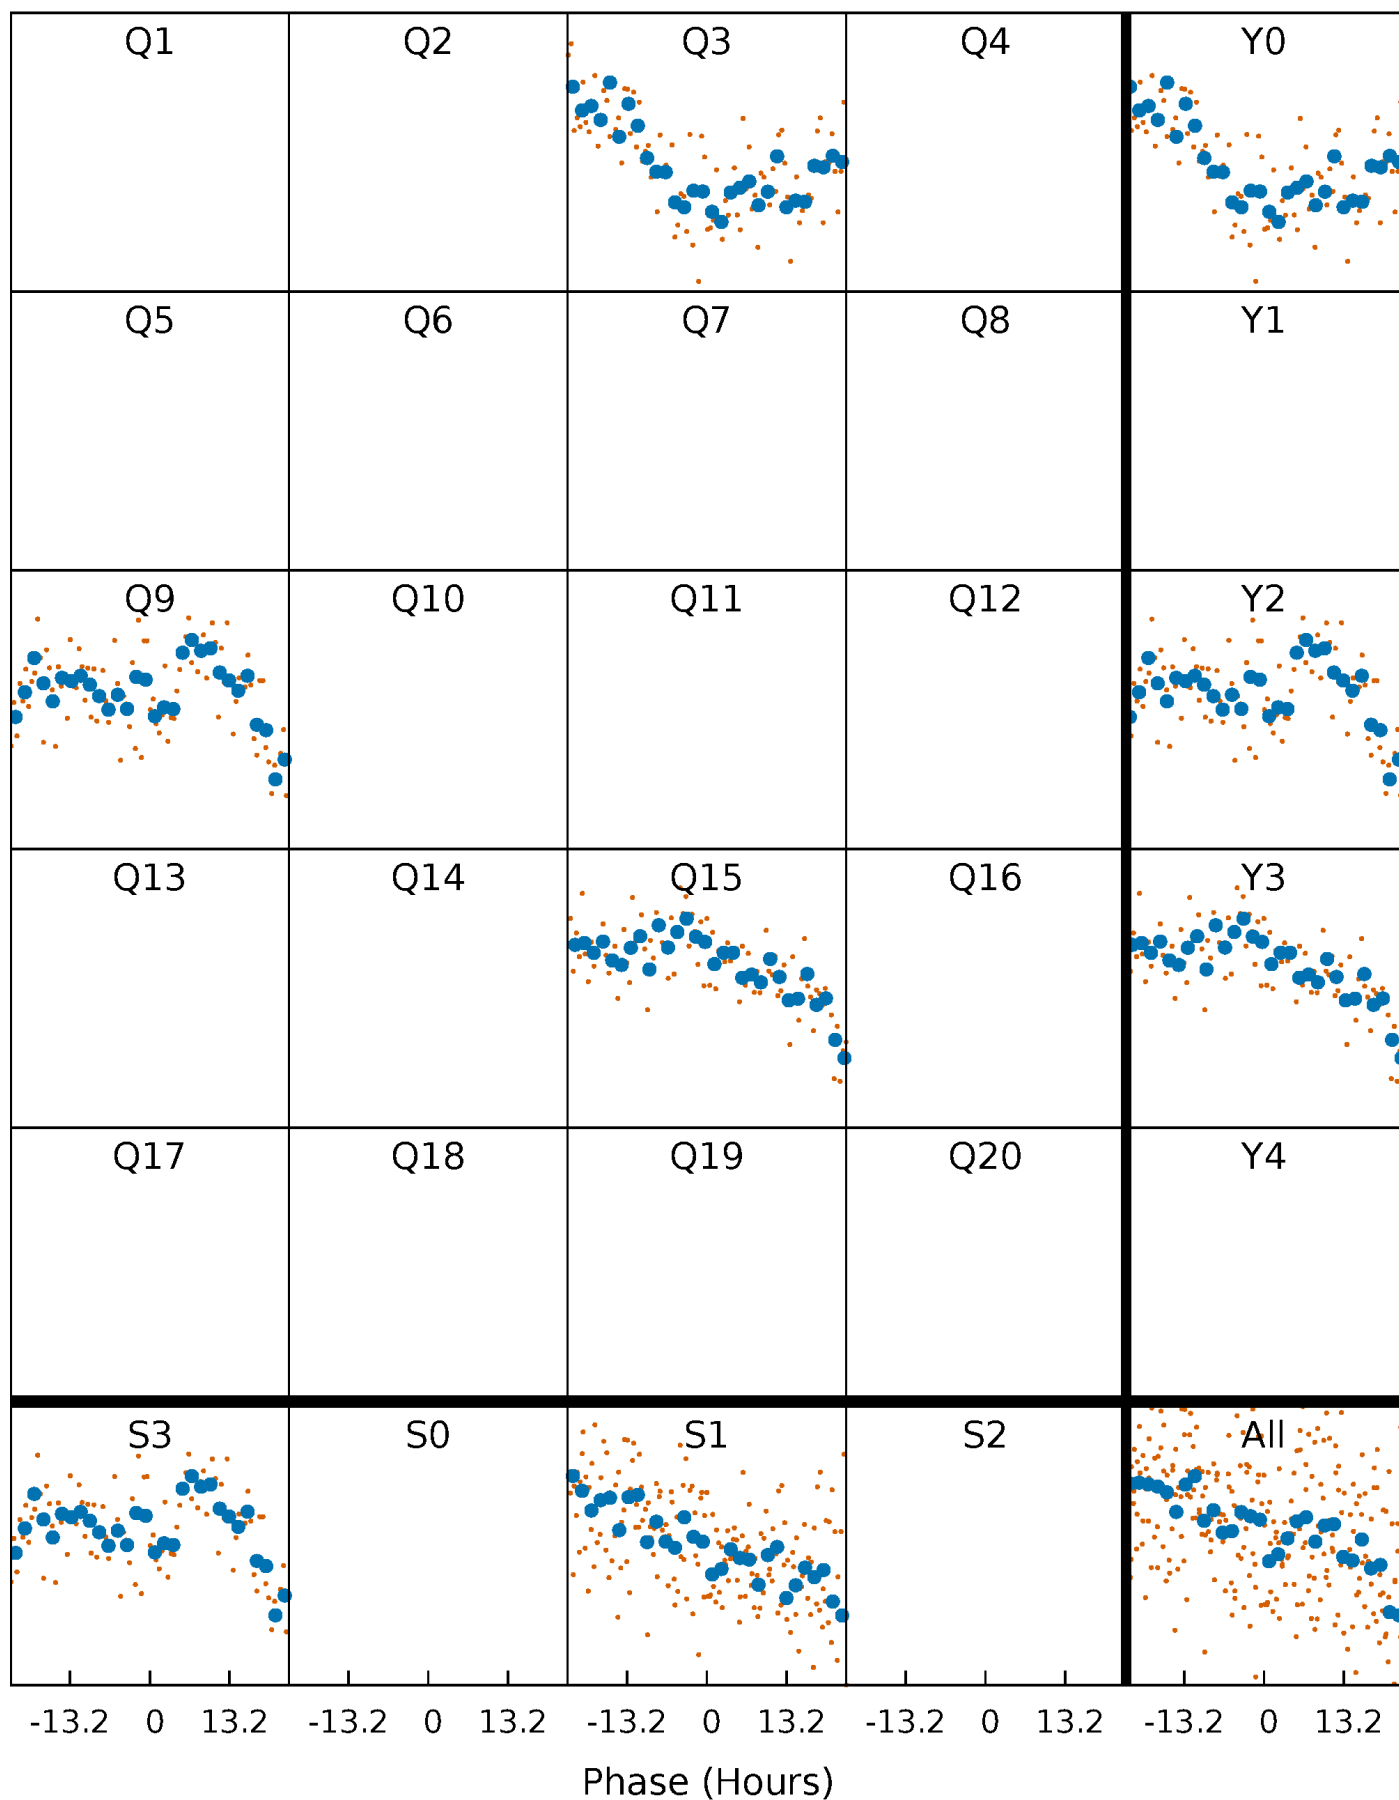 Q1 Q2 Q3 Q4 Y0
Q5 Q6 Q7 Q8 Y1
Q9 Q10 Q11 Q12 Y2
Q13 Q14 Q15 Q16 Y3
Q17 Q18 Q19 Q20 Y4
S3 S0 S1 S2 All
-13.2 0 13.2 -13.2 0 13.2 -13.2 0 13.2 -13.2 0 13.2 -13.2 0 13.2
Phase (Hours)